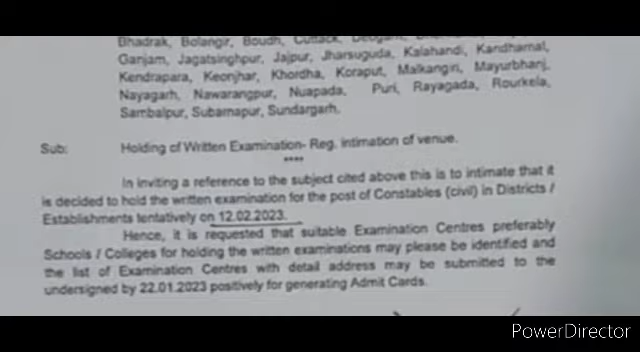 Bhadrak, Bolangir, Boudh, Cuttack, Deogarh,
Ganjam, Jagatsinghpur, Jajpur, Jharsuguda, Kalahandi, Kandhamal,
Kendrapara, Keonjhar, Khordha, Koraput, Malkangiri, Mayurbhanj,
Nayagarh, Nawarangpur, Nuapada, Puri, Rayagada, Rourkela,
Sambalpur, Subarnapur, Sundargarh.
Sub: Holding of Written Examination- Reg. intimation of venue.
****
In inviting a reference to the subject cited above this is to intimate that it
is decided to hold the written examination for the post of Constables (civil) in Districts /
Establishments tentatively on 12.02.2023.
Hence, it is requested that suitable Examination Centres preferably
Schools / Colleges for holding the written examinations may please be identified and
the list of Examination Centres with detail address may be submitted to the
undersigned by 22.01.2023 positively for generating Admit Cards.
PowerDirector